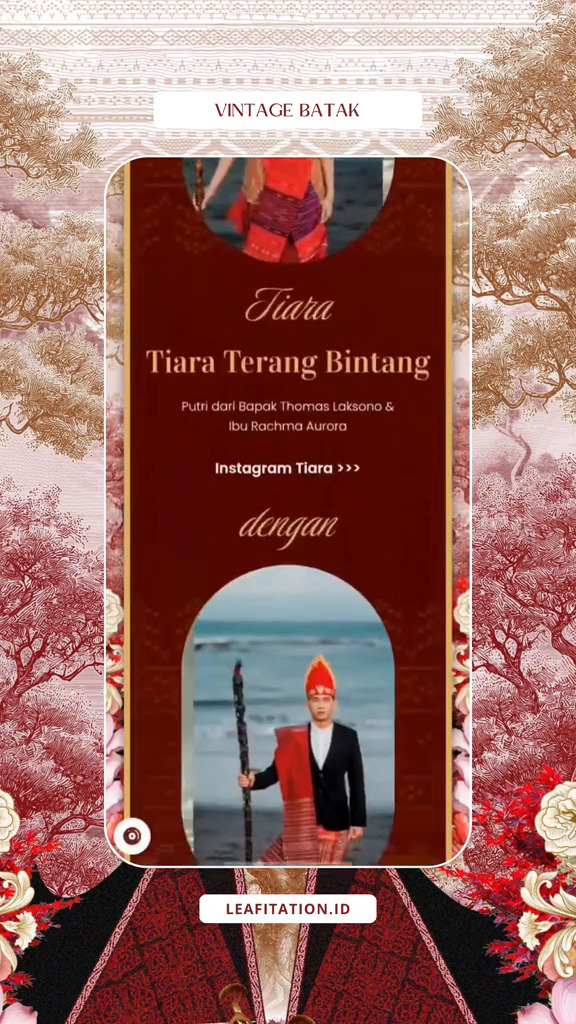 VINTAGE BATAK
Tiara
Tiara Terang Bintang
Putri dari Bapak Thomas Laksono &
Ibu Rachma Aurora
Instagram Tiara >>>
dengan
LEAFITATION.ID